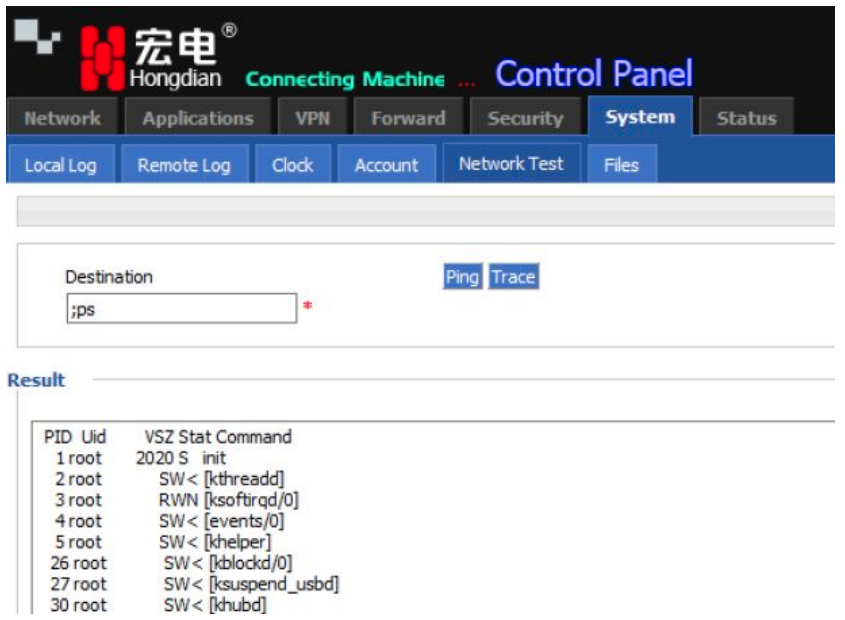 宏电®
Hongdian Connecting Machine ... Control Panel
Network Applications VPN Forward Security System Status
Local Log Remote Log Clock Account Network Test Files
Destination Ping Trace
;ps *
Result
PID Uid VSZ Stat Command
1 root 2020 S init
2 root SW< [kthreadd]
3 root RWN [ksoftirqd/0]
4 root SW< [events/0]
5 root SW< [khelper]
26 root SW< [kblockd/0]
27 root SW< [ksuspend_usbd]
30 root SW< [khubd]